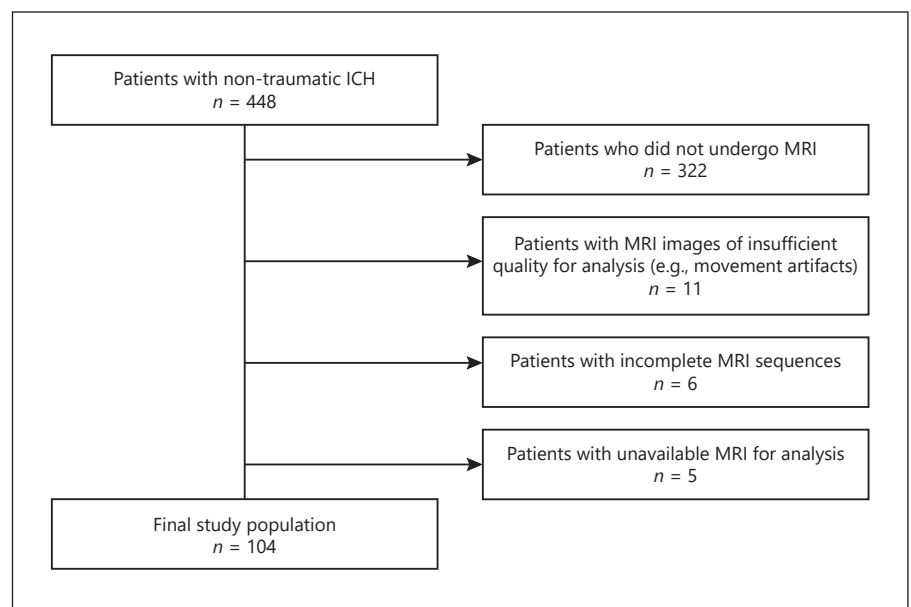 Patients with non-traumatic ICH
n = 448
Patients who did not undergo MRI
n = 322
Patients with MRI images of insufficient
quality for analysis (e.g., movement artifacts)
n = 11
Patients with incomplete MRI sequences
n = 6
Patients with unavailable MRI for analysis
n = 5
Final study population
n = 104